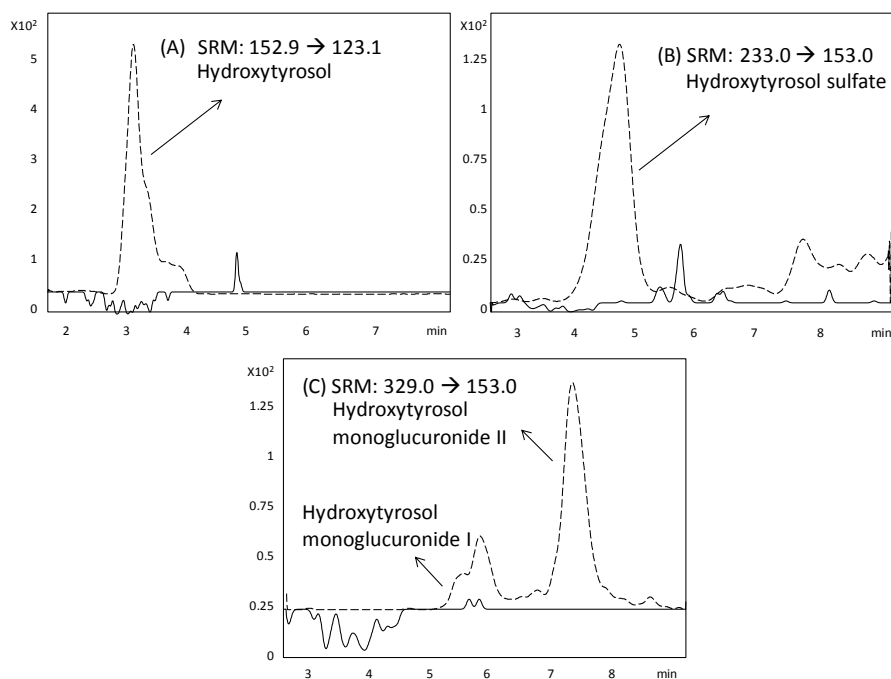 X10²
(A) SRM: 152.9 → 123.1
Hydroxytyrosol
5
4
3
2
1
0
2 3 4 5 6 7 min
X10²
(B) SRM: 233.0 → 153.0
Hydroxytyrosol sulfate
1.25
1
0.75
0.5
0.25
0
3 4 5 6 7 8 min
X10²
(C) SRM: 329.0 → 153.0
Hydroxytyrosol
monoglucuronide II
Hydroxytyrosol
monoglucuronide I
1.25
1
0.75
0.5
0.25
0
3 4 5 6 7 8 min